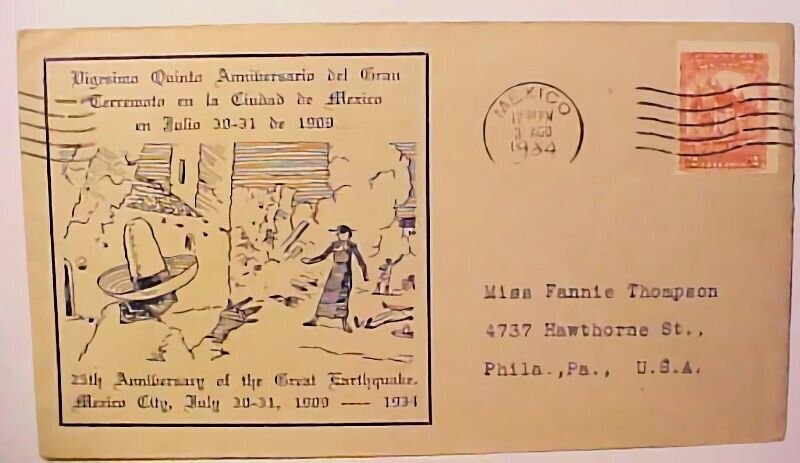 Vigesimo Quinto Anniversario del Gran
Terremoto en la Ciudad de Mexico
en Julio 30-31 de 1909
25th Anniversary of the Great Earthquake,
Mexico City, July 30-31, 1909 — 1934
MEXICO
AGO
1934
Miss Fannie Thompson
4737 Hawthorne St.,
Phila.,Pa., U.S.A.